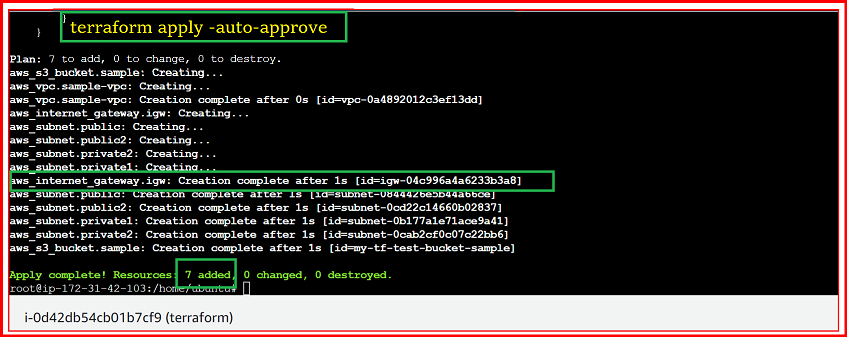 }
terraform apply -auto-approve
}
Plan: 7 to add, 0 to change, 0 to destroy.
aws_s3_bucket.sample: Creating...
aws_vpc.sample-vpc: Creating...
aws_vpc.sample-vpc: Creation complete after 0s [id=vpc-0a4892012c3ef13dd]
aws_internet_gateway.igw: Creating...
aws_subnet.public: Creating...
aws_subnet.public2: Creating...
aws_subnet.private2: Creating...
aws_subnet.private1: Creating...
aws_internet_gateway.igw: Creation complete after 1s [id=igw-04c996a4a6233b3a8]
aws_subnet.public: Creation complete after 1s [id=subnet-0844426e5b44a66ce]
aws_subnet.public2: Creation complete after 1s [id=subnet-0cd22c14660b02837]
aws_subnet.private1: Creation complete after 1s [id=subnet-0b177a1e71ace9a41]
aws_subnet.private2: Creation complete after 1s [id=subnet-0cab2cf0c07c22bb6]
aws_s3_bucket.sample: Creation complete after 1s [id=my-tf-test-bucket-sample]
Apply complete! Resources: 7 added, 0 changed, 0 destroyed.
root@ip-172-31-42-103:/home/ubuntu#
i-0d42db54cb01b7cf9 (terraform)